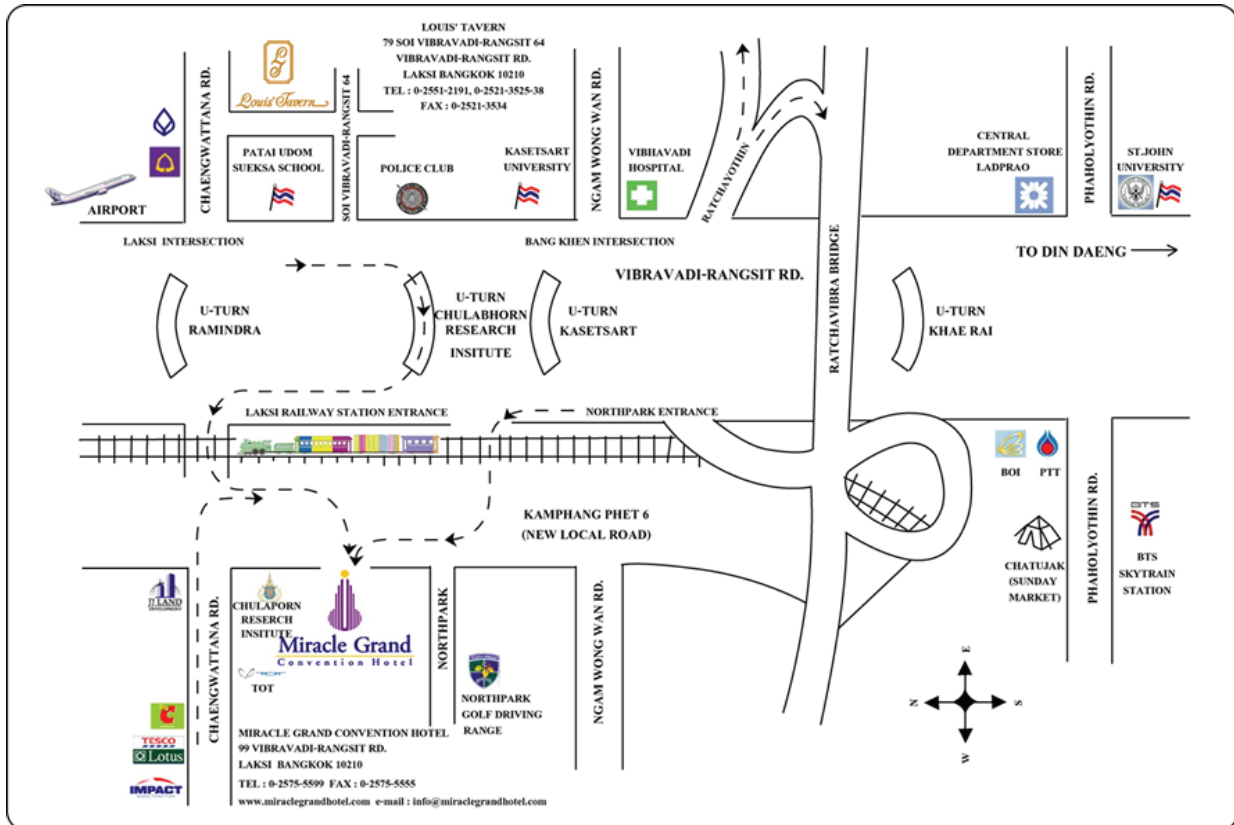 LOUIS' TAVERN
79 SOI VIBRAVADI-RANGSIT 64
VIBRAVADI-RANGSIT RD.
LAKSI BANGKOK 10210
TEL : 0-2551-2191, 0-2521-3525-38
FAX : 0-2521-3534
Louis' Tavern
CHAENGWATTANA RD.
SOI VIBRAVADI-RANGSIT 64
NGAM WONG WAN RD.
PHAHOLYOTHIN RD.
AIRPORT
PATAI UDOM
SUEKSA SCHOOL
POLICE CLUB
KASETSART
UNIVERSITY
VIBHAVADI
HOSPITAL
RATCHAYOTHIN
CENTRAL
DEPARTMENT STORE
LADPRAO
ST.JOHN
UNIVERSITY
LAKSI INTERSECTION
BANG KHEN INTERSECTION
TO DIN DAENG
VIBRAVADI-RANGSIT RD.
RATCHAVIBRA BRIDGE
U-TURN
RAMINDRA
U-TURN
CHULABHORN
RESEARCH
INSITUTE
U-TURN
KASETSART
U-TURN
KHAE RAI
LAKSI RAILWAY STATION ENTRANCE
NORTHPARK ENTRANCE
BOI
PTT
KAMPHANG PHET 6
(NEW LOCAL ROAD)
CHATUJAK
(SUNDAY
MARKET)
PHAHOLYOTHIN RD.
BTS
BTS
SKYTRAIN
STATION
TJ LAND
DEVELOPMENT
CHAENGWATTANA RD.
CHULAPORN
RESERCH
INSITUTE
Miracle Grand
Convention Hotel
TOT
NORTHPARK
NORTHPARK
GOLF DRIVING
RANGE
NGAM WONG WAN RD.
TESCO
Lotus
IMPACT
MIRACLE GRAND CONVENTION HOTEL
99 VIBRAVADI-RANGSIT RD.
LAKSI BANGKOK 10210
TEL : 0-2575-5599 FAX : 0-2575-5555
www.miraclegrandhotel.com e-mail : info@miraclegrandhotel.com
E
N
S
W